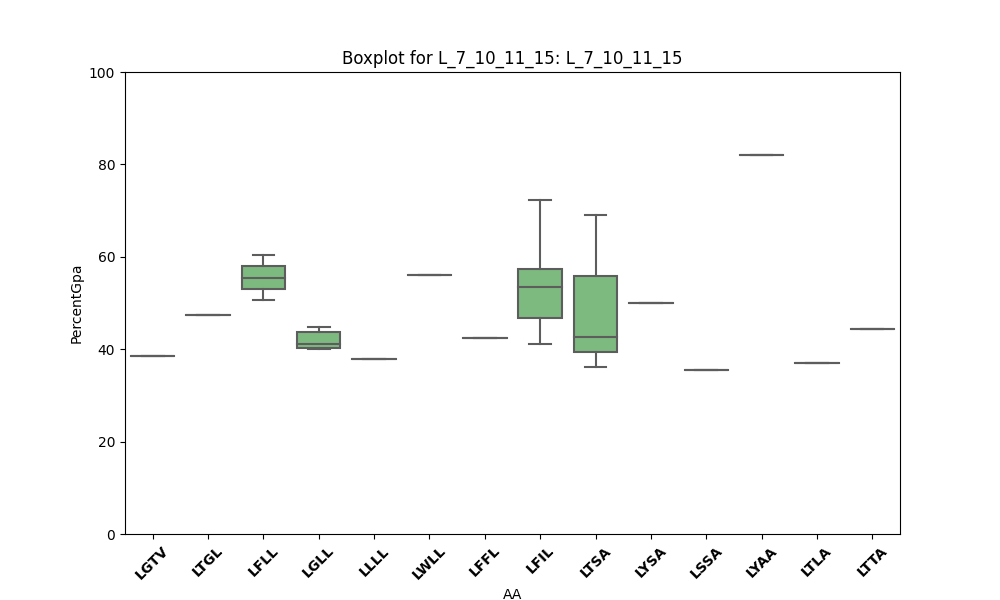 Boxplot for L_7_10_11_15: L_7_10_11_15
100
80
60
40
20
0
PercentGpa
LGTV
LTGL
LFLL
LGLL
LLLL
LWLL
LFFL
LFIL
LTSA
LYSA
LSSA
LYAA
LTLA
LTTA
AA